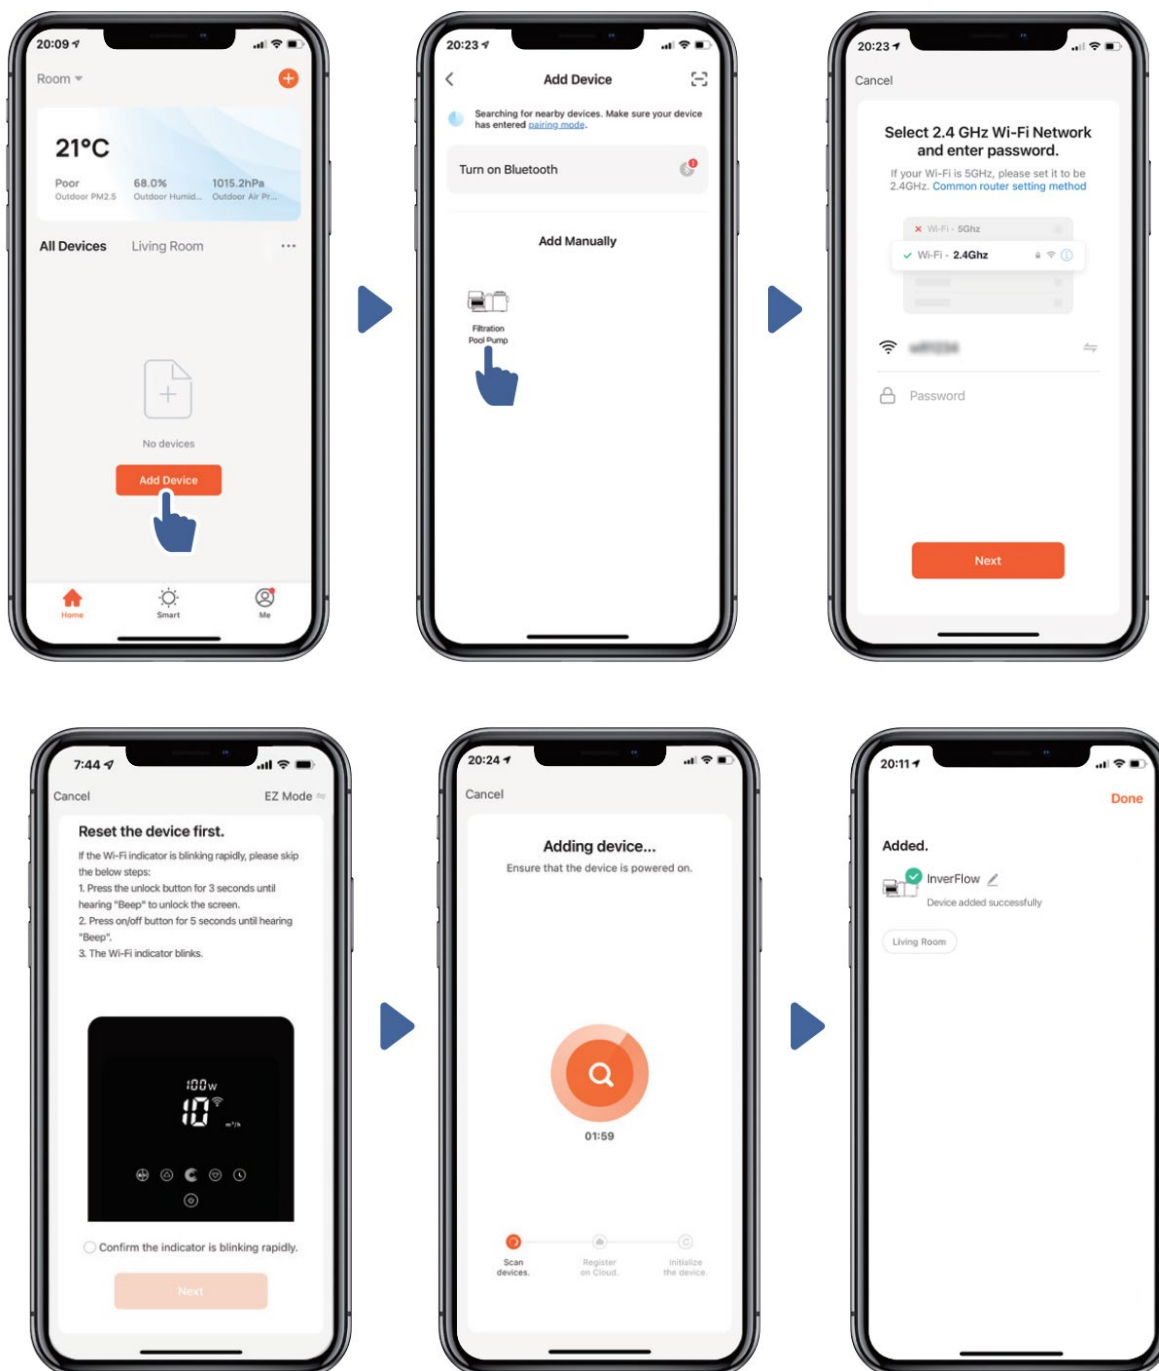 20:09
Room
21°C
Poor 68.0% 1015.2hPa
Outdoor PM2.5 Outdoor Humid... Outdoor Air Pr...
All Devices Living Room ...
No devices
Add Device
Home Smart Me
20:23
Add Device
Searching for nearby devices. Make sure your device
has entered pairing mode.
Turn on Bluetooth
Add Manually
Filtration
Pool Pump
20:23
Cancel
Select 2.4 GHz Wi-Fi Network
and enter password.
If your Wi-Fi is 5GHz, please set it to be
2.4GHz. Common router setting method
Wi-Fi - 5Ghz
Wi-Fi - 2.4Ghz
Password
Next
7:44
Cancel EZ Mode
Reset the device first.
If the Wi-Fi indicator is blinking rapidly, please skip
the below steps:
1. Press the unlock button for 3 seconds until
hearing "Beep" to unlock the screen.
2. Press on/off button for 5 seconds until hearing
"Beep".
3. The Wi-Fi indicator blinks.
100w
10
m³/h
Confirm the indicator is blinking rapidly.
Next
20:24
Cancel
Adding device...
Ensure that the device is powered on.
01:59
Scan
devices.
Register
on Cloud.
Initialize
the device.
20:11
Done
Added.
InverFlow
Device added successfully
Living Room